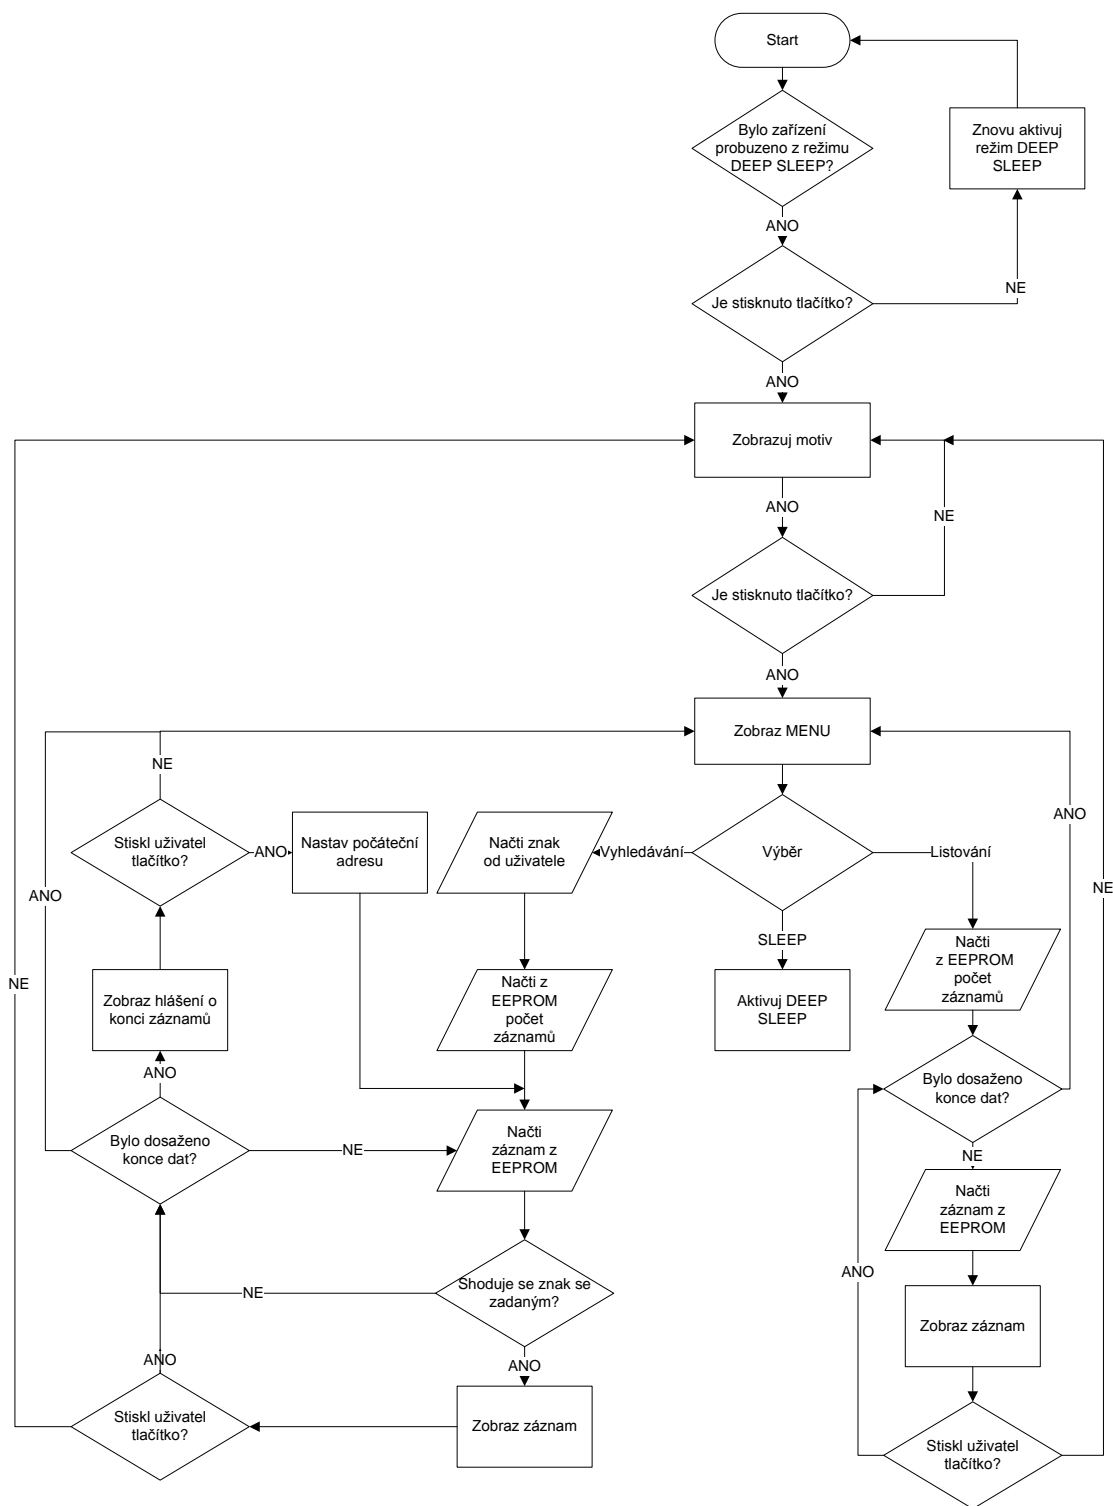 Start
Bylo zařízení
probuzeno z režimu
DEEP SLEEP?
Znovu aktivuj
režim DEEP
SLEEP
ANO
NE
Je stisknuto tlačítko?
ANO
Zobrazuj motiv
ANO
NE
Je stisknuto tlačítko?
ANO
Zobraz MENU
NE
ANO
Stiskl uživatel
tlačítko?
ANO
Nastav počáteční
adresu
Načti znak
od uživatele
Vyhledávání
Výběr
Listování
ANO
NE
SLEEP
Načti
z EEPROM
počet
záznamů
NE
Zobraz hlášení o
konci záznamů
Načti z
EEPROM
počet
záznamů
Aktivuj DEEP
SLEEP
ANO
Bylo dosaženo
konce dat?
Bylo dosaženo
konce dat?
NE
Načti
záznam z
EEPROM
NE
Načti
záznam z
EEPROM
ANO
NE
Shoduje se znak se
zadaným?
Zobraz záznam
ANO
ANO
Stiskl uživatel
tlačítko?
Zobraz záznam
Stiskl uživatel
tlačítko?